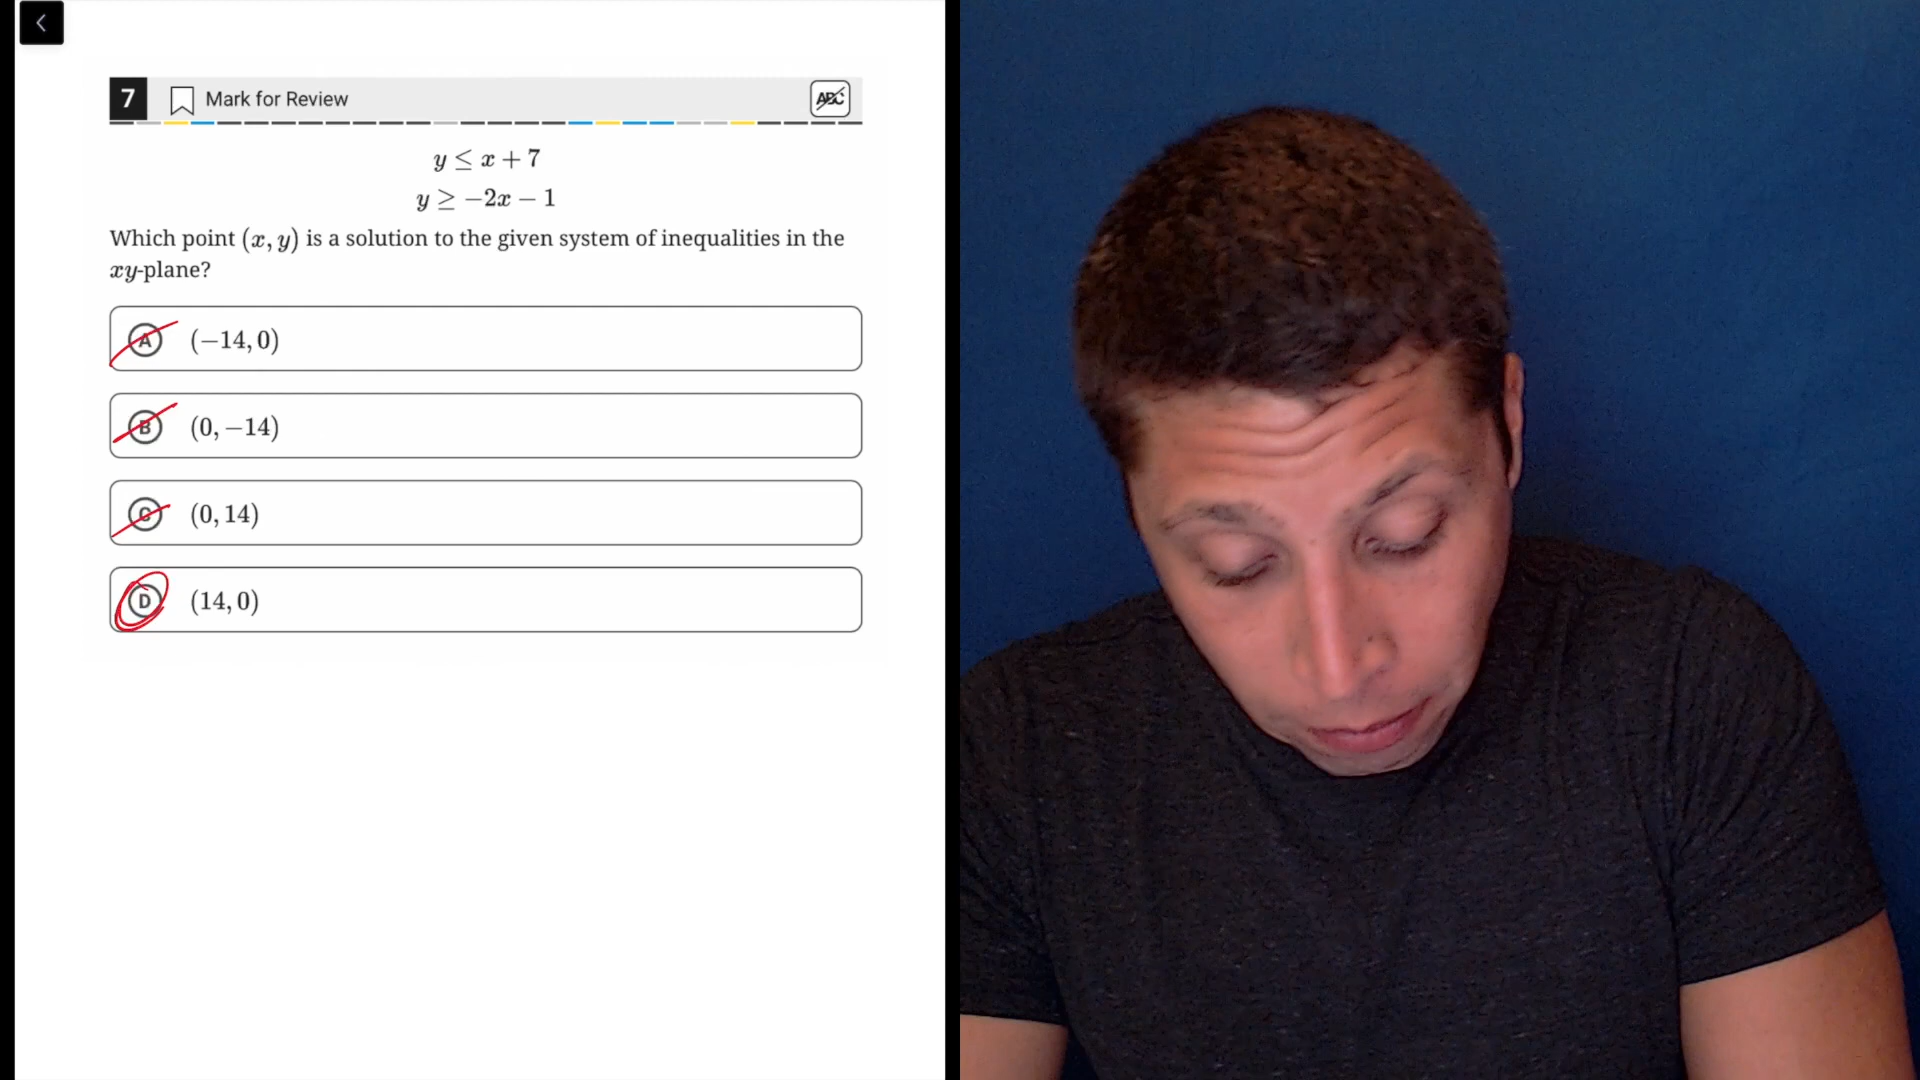 7 Mark for Review ABC
y ≤ x + 7
y ≥ −2x − 1
Which point (x, y) is a solution to the given system of inequalities in the
xy-plane?
A (−14, 0)
B (0, −14)
C (0, 14)
D (14, 0)